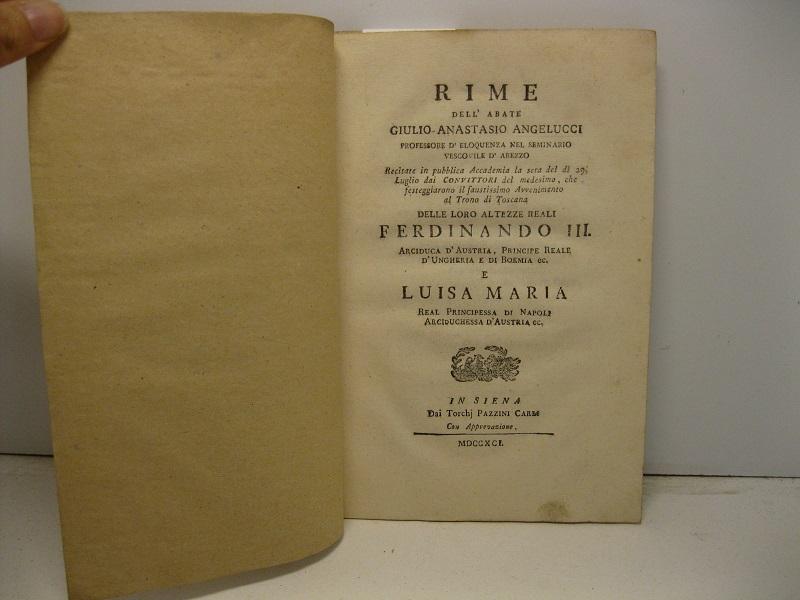 RIME
DELL' ABATE
GIULIO-ANASTASIO ANGELUCCI
PROFESSORE D' ELOQUENZA NEL SEMINARIO
VESCOVILE D' AREZZO
Recitate in pubblica Accademia la sera del dì 29.
Luglio dai CONVITTORI del medesimo, che
festeggiarono il faustissimo Avvenimento
al Trono di Toscana
DELLE LORO ALTEZZE REALI
FERDINANDO III.
ARCIDUCA D'AUSTRIA, PRINCIPE REALE
D'UNGHERIA E DI BOEMIA ec.
E
LUISA MARIA
REAL PRINCIPESSA DI NAPOLI
ARCIDUCHESSA D'AUSTRIA ec.
IN SIENA
Dai Torchj PAZZINI CARLI
Con Approvazione.
MDCCXCI.